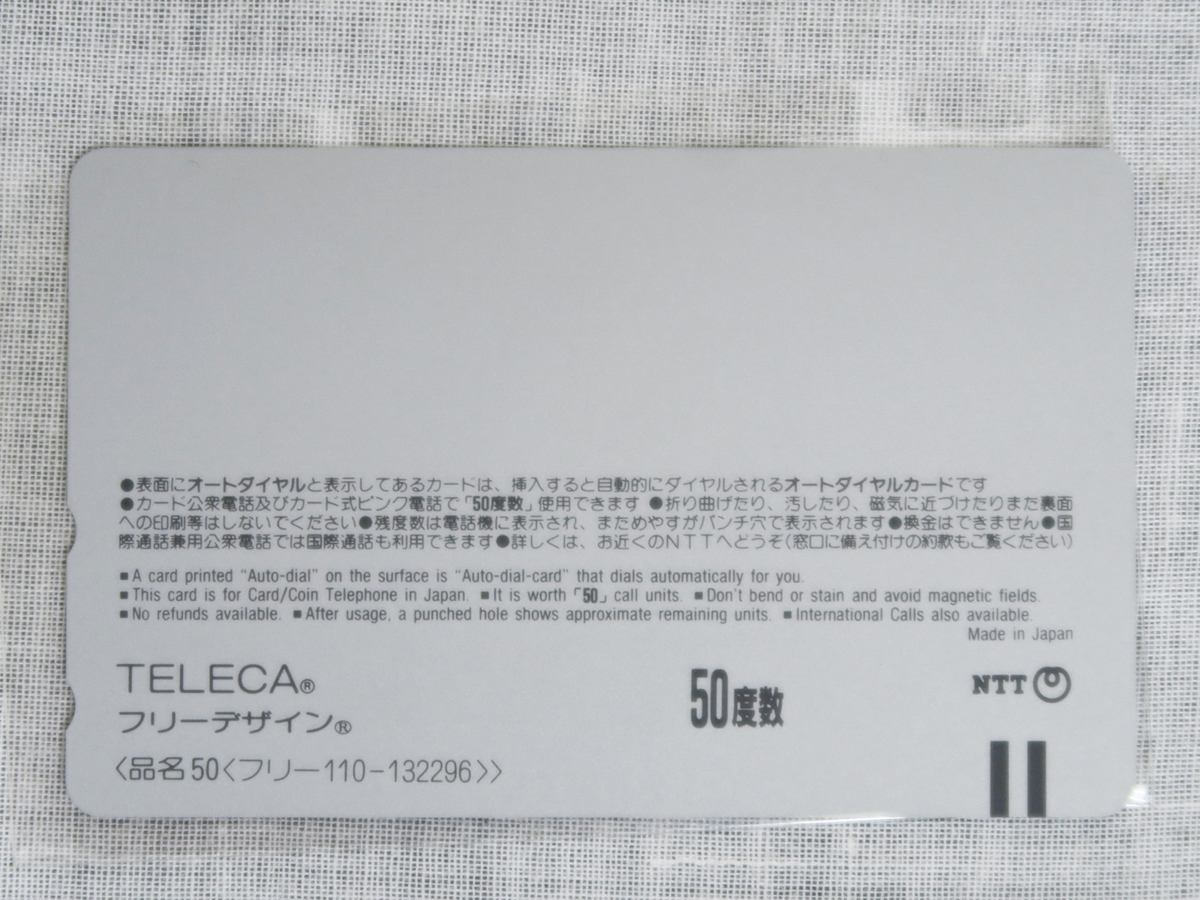 ●表面にオートダイヤルと表示してあるカードは、挿入すると自動的にダイヤルされるオートダイヤルカードです
●カード公衆電話及びカード式ピンク電話で「50度数」使用できます ●折り曲げたり、汚したり、磁気に近づけたりまた裏面
への印刷等はしないでください●残度数は電話機に表示され、まためやすがパンチ穴で表示されます●換金はできません●国
際通話兼用公衆電話では国際通話も利用できます●詳しくは、お近くのNTTへどうぞ(窓口に備え付けの約款もご覧ください)
■A card printed “Auto-dial” on the surface is “Auto-dial-card” that dials automatically for you.
■This card is for Card/Coin Telephone in Japan. ■It is worth「50」call units. ■Don't bend or stain and avoid magnetic fields.
■No refunds available. ■After usage, a punched hole shows approximate remaining units. ■International Calls also available.
Made in Japan
TELECA®
フリーデザイン®
50度数
NTT
〈品名50〈フリー110-132296〉〉